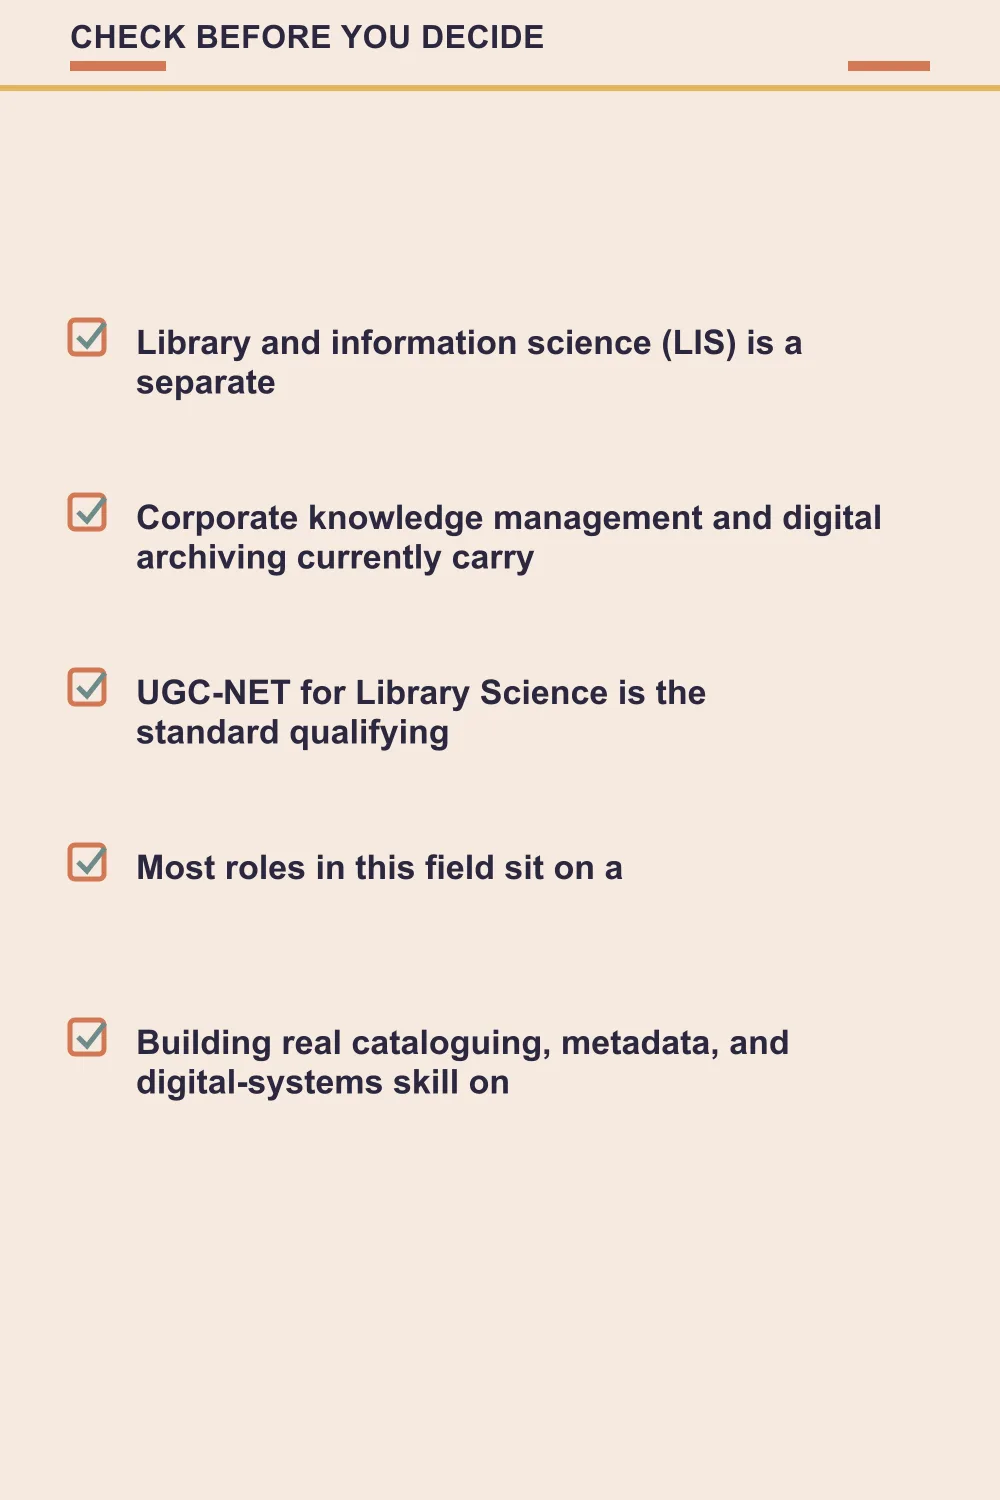 CHECK BEFORE YOU DECIDE
Library and information science (LIS) is a
separate
Corporate knowledge management and digital
archiving currently carry
UGC-NET for Library Science is the
standard qualifying
Most roles in this field sit on a
Building real cataloguing, metadata, and
digital-systems skill on